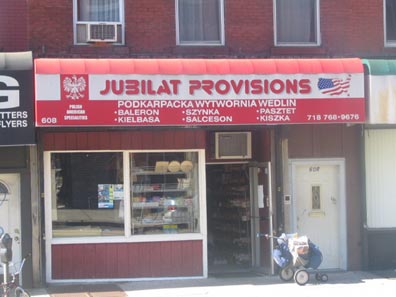 JUBILAT PROVISIONS
POLISH
AMERICAN
SPECIALITIES
PODKARPACKA WYTWÓRNIA WEDLIN
•BALERON •SZYNKA •PASZTET
•KIELBASA •SALCESON •KISZKA
608
718 768-9676
G
TTERS
FLYERS
608